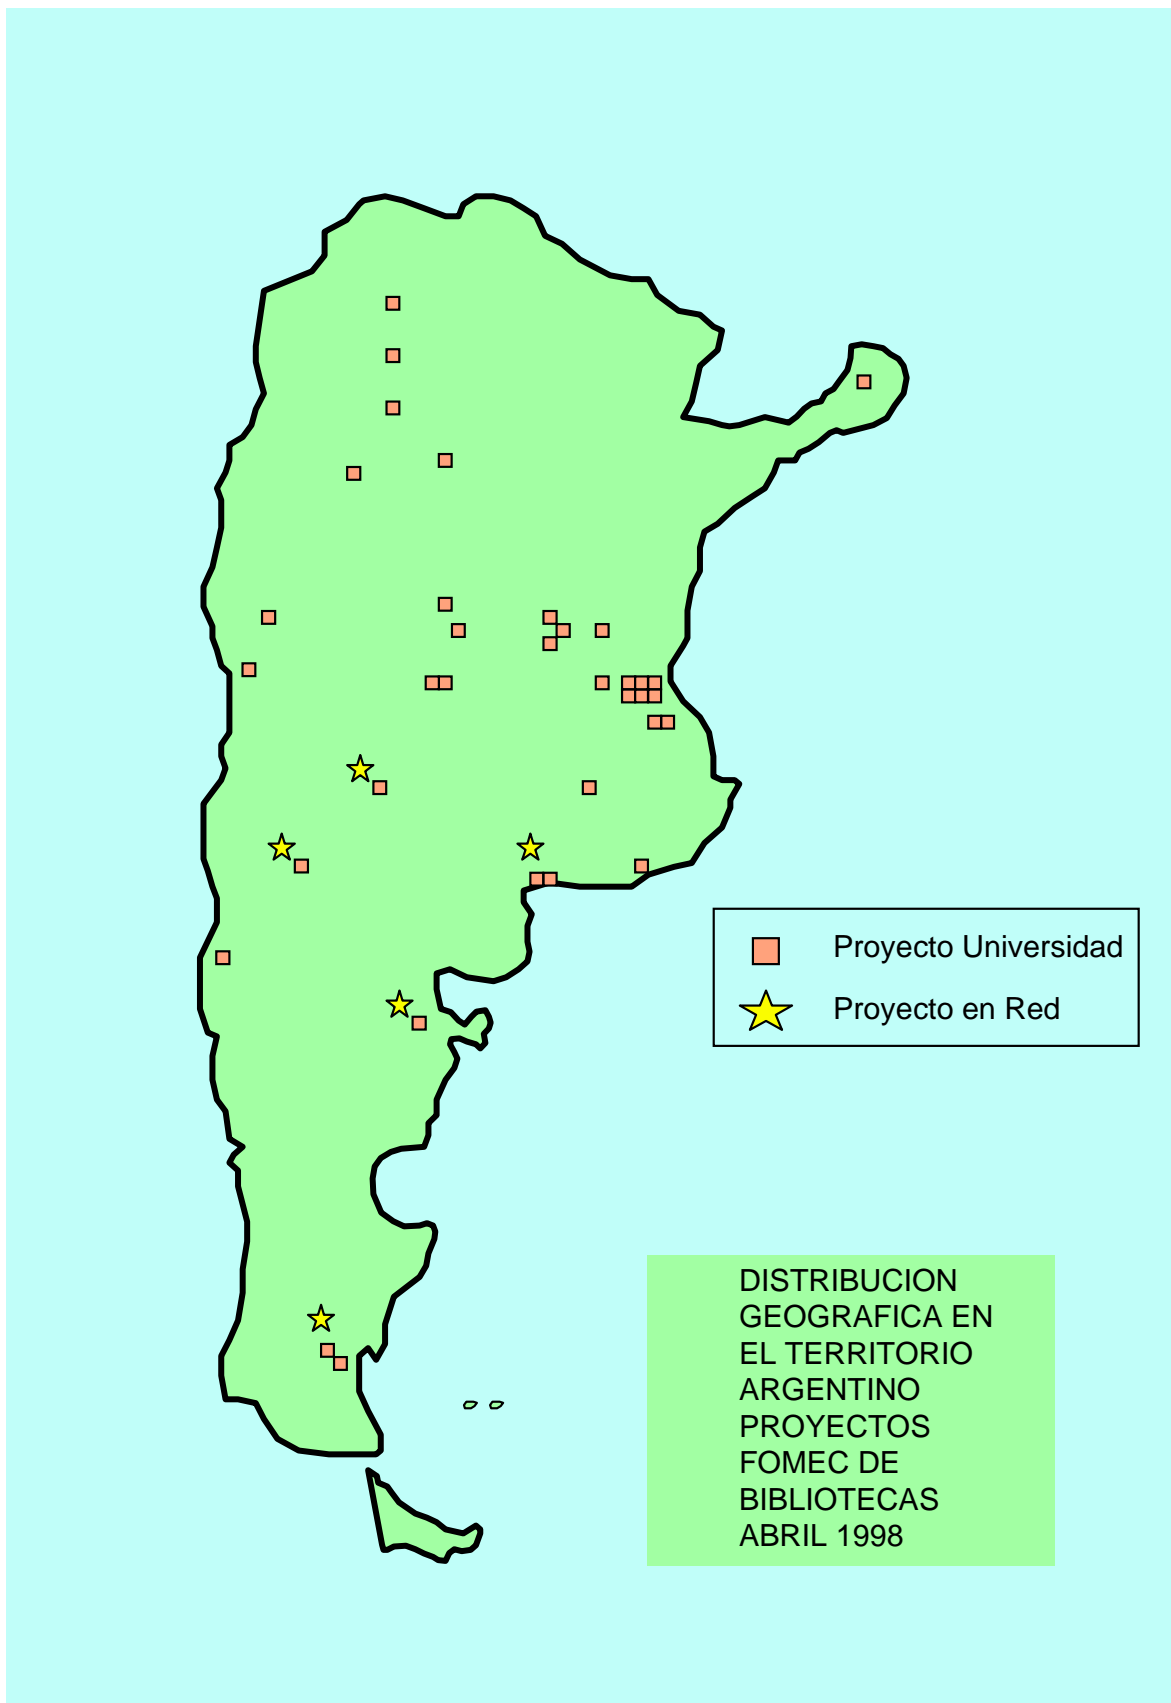 Proyecto Universidad
Proyecto en Red
DISTRIBUCION
GEOGRAFICA EN
EL TERRITORIO
ARGENTINO
PROYECTOS
FOMEC DE
BIBLIOTECAS
ABRIL 1998